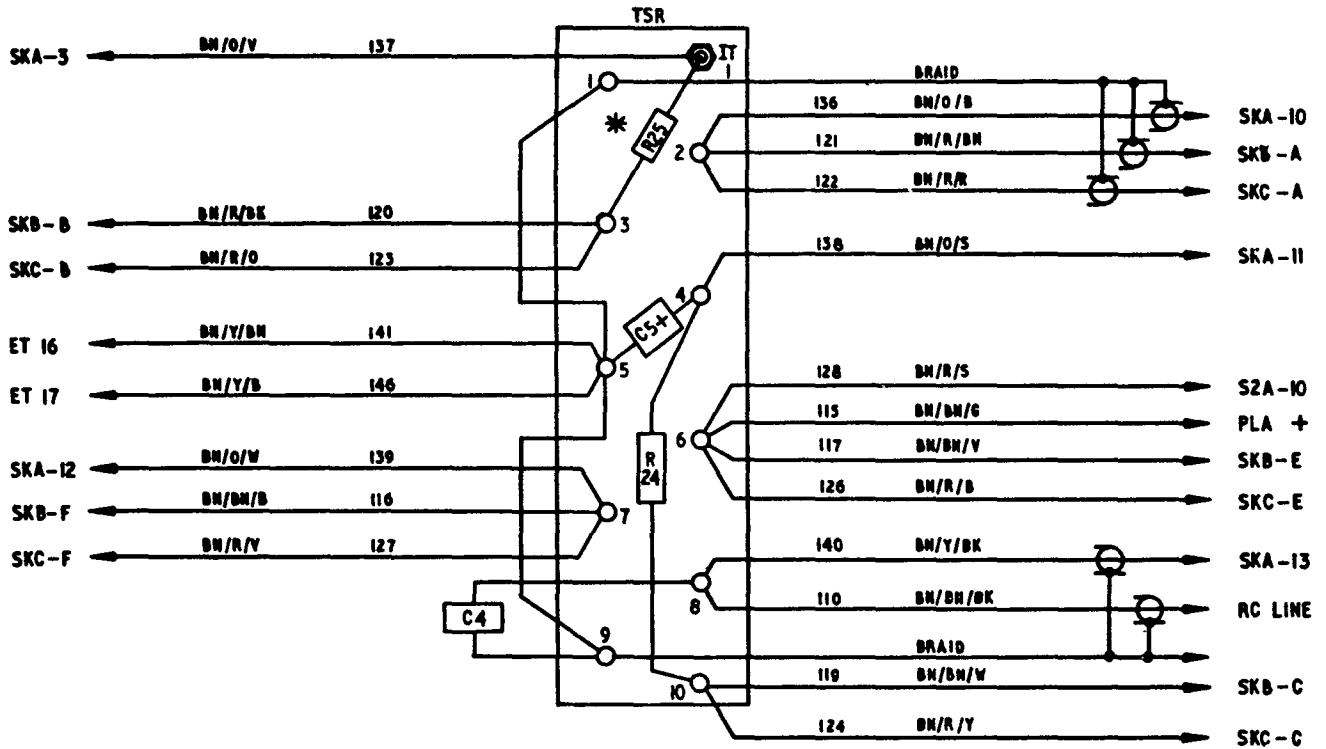 TSR
SKA-3 BN/O/V 137 IT 1
1 BRAID
136 BN/O/B SKA-10
* R25 2 121 BN/R/BN SKB-A
122 BN/R/R SKC-A
SKB-B BN/R/BK 120 3
138 BN/O/S SKA-11
SKC-B BN/R/O 123
4
C5+
ET 16 BN/Y/BN 141
5
ET 17 BN/Y/B 146
128 BN/R/S S2A-10
115 BN/BN/G PLA +
6
117 BN/BN/V SKB-E
SKA-12 BN/O/W 139
R
24
126 BN/R/B SKC-E
SKB-F BN/BN/B 116 7
SKC-F BN/R/V 127
140 BN/Y/BK SKA-13
8
C4
110 BN/BN/BK RC LINE
9
BRAID
119 BN/BN/W SKB-C
10
124 BN/R/Y SKC-C